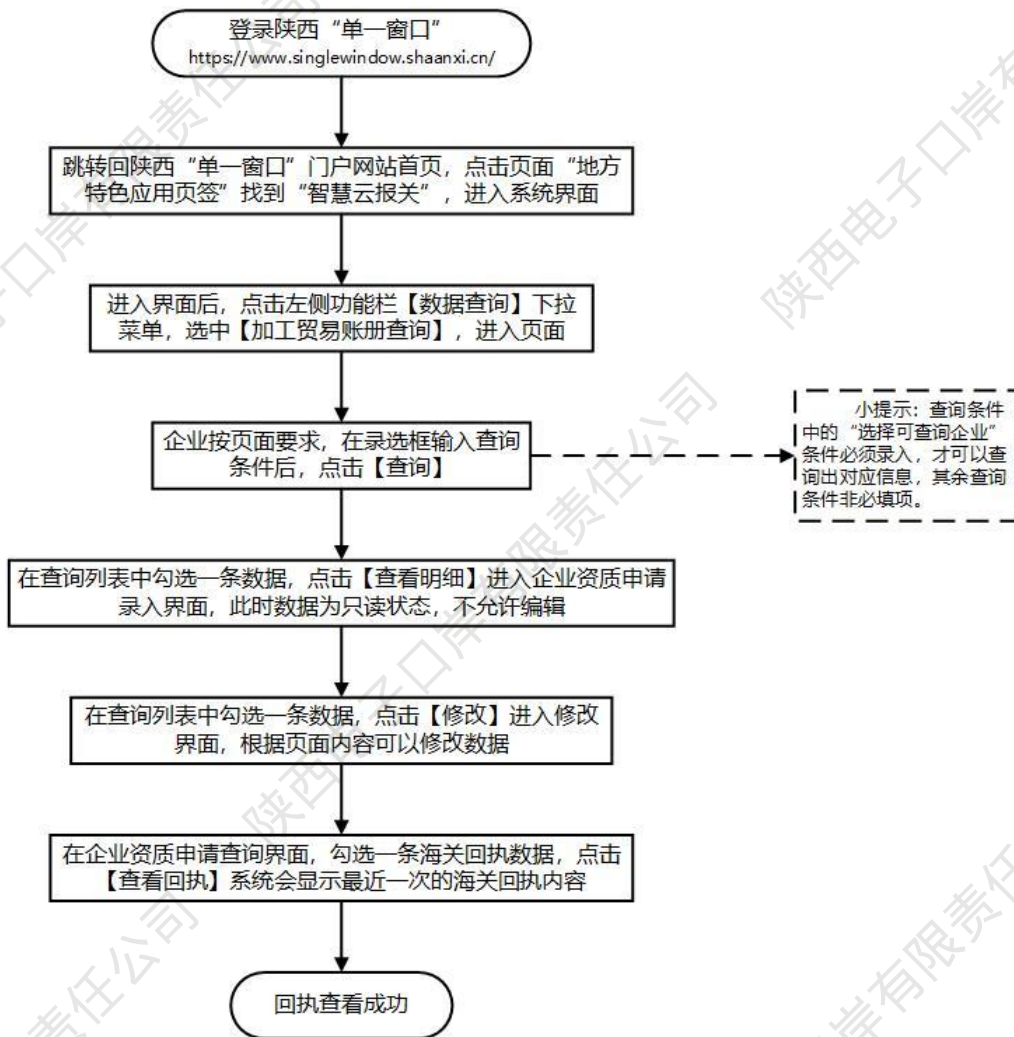 登录陕西“单一窗口”
https://www.singlewindow.shaanxi.cn/
跳转回陕西“单一窗口”门户网站首页，点击页面“地方
特色应用页签”找到“智慧云报关”，进入系统界面
进入界面后，点击左侧功能栏【数据查询】下拉
菜单，选中【加工贸易账册查询】，进入页面
企业按页面要求，在录选框输入查询
条件后，点击【查询】
小提示：查询条件
中的“选择可查询企业”
条件必须录入，才可以查
询出对应信息，其余查询
条件非必填项。
在查询列表中勾选一条数据，点击【查看明细】进入企业资质申请
录入界面，此时数据为只读状态，不允许编辑
在查询列表中勾选一条数据，点击【修改】进入修改
界面，根据页面内容可以修改数据
在企业资质申请查询界面，勾选一条海关回执数据，点击
【查看回执】系统会显示最近一次的海关回执内容
回执查看成功
陕西电子口岸有限责任公司